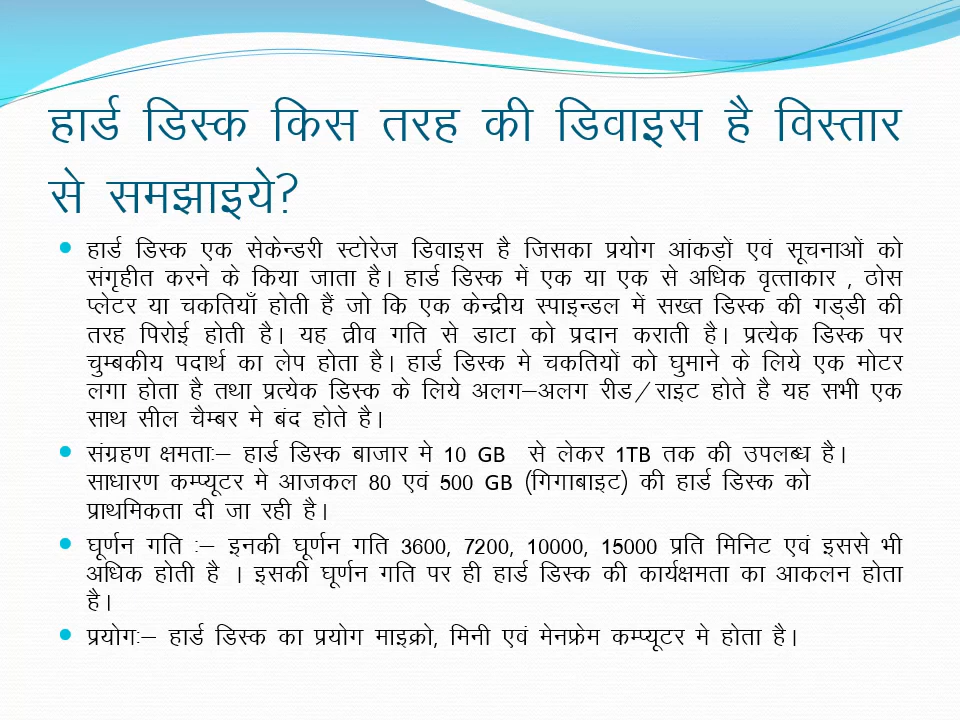 हार्ड डिस्क किस तरह की डिवाइस है विस्तार
से समझाइये?
हार्ड डिस्क एक सेकेन्डरी स्टोरेज डिवाइस है जिसका प्रयोग आंकड़ों एवं सूचनाओं को
संगृहीत करने के किया जाता है। हार्ड डिस्क में एक या एक से अधिक वृत्ताकार , ठोस
प्लेटर या चकतियाँ होती हैं जो कि एक केन्द्रीय स्पाइन्डल में सख्त डिस्क की गड्डी की
तरह पिरोई होती है। यह व्रीव गति से डाटा को प्रदान कराती है। प्रत्येक डिस्क पर
चुम्बकीय पदार्थ का लेप होता है। हार्ड डिस्क मे चकतियों को घुमाने के लिये एक मोटर
लगा होता है तथा प्रत्येक डिस्क के लिये अलग–अलग रीड/राइट होते है यह सभी एक
साथ सील चैम्बर मे बंद होते है।
संग्रहण क्षमताः– हार्ड डिस्क बाजार मे 10 GB से लेकर 1TB तक की उपलब्ध है।
साधारण कम्प्यूटर मे आजकल 80 एवं 500 GB (गिगाबाइट) की हार्ड डिस्क को
प्राथमिकता दी जा रही है।
घूर्णन गति :– इनकी घूर्णन गति 3600, 7200, 10000, 15000 प्रति मिनिट एवं इससे भी
अधिक होती है । इसकी घूर्णन गति पर ही हार्ड डिस्क की कार्यक्षमता का आकलन होता
है।
प्रयोगः– हार्ड डिस्क का प्रयोग माइक्रो, मिनी एवं मेनफ्रेम कम्प्यूटर मे होता है।